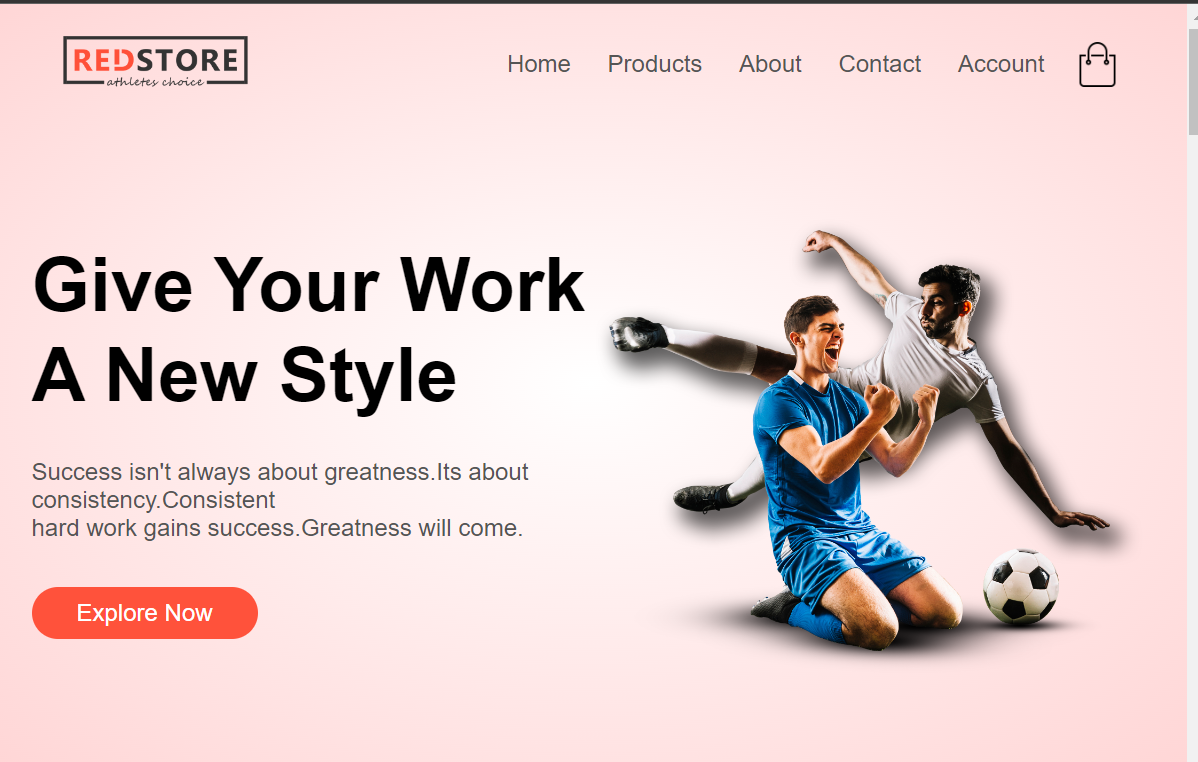 REDSTORE
athletes choice
Home Products About Contact Account
Give Your Work
A New Style
Success isn't always about greatness.Its about
consistency.Consistent
hard work gains success.Greatness will come.
Explore Now